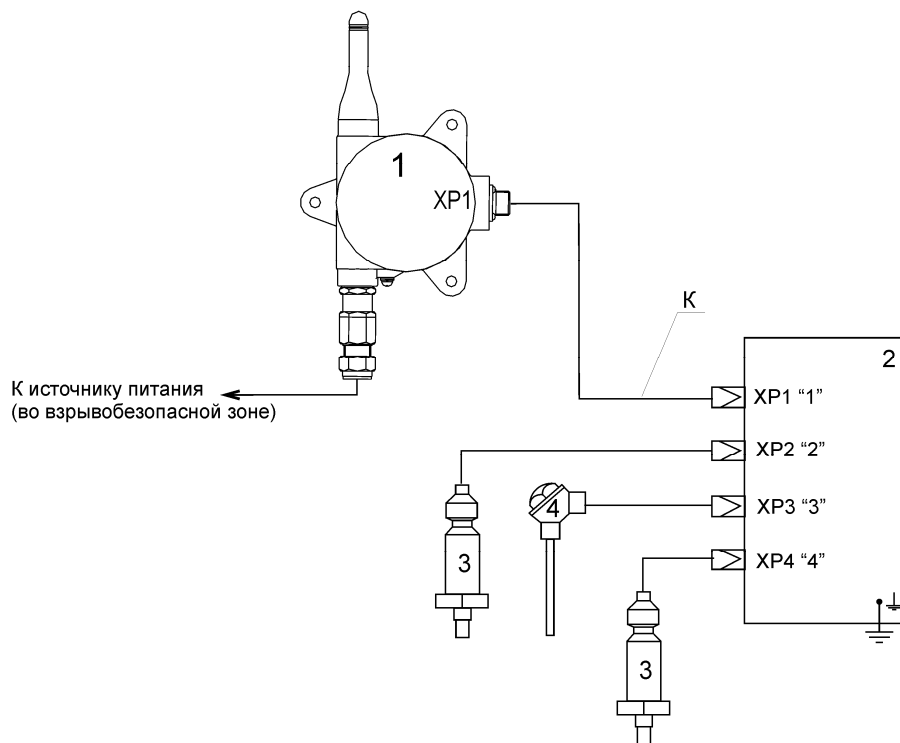 1
XP1
К
К источнику питания
(во взрывобезопасной зоне)
2
XP1 “1”
XP2 “2”
4
XP3 “3”
3
XP4 “4”
3